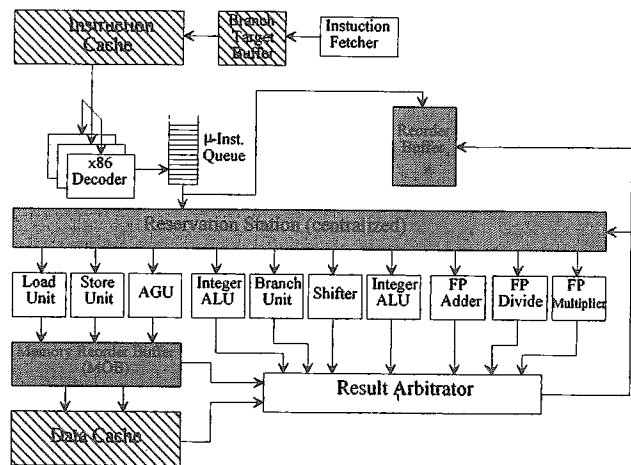 Instruction
Cache
Branch
Target
Buffer
Instuction
Fetcher
x86
Decoder
μ-Inst.
Queue
Reorder
Buffer
Reservation Station (centralized)
Load
Unit
Store
Unit
AGU
Integer
ALU
Branch
Unit
Shifter
Integer
ALU
FP
Adder
FP
Divide
FP
Multiplier
Memory Reorder Buffer
(MOB)
Result Arbitrator
Data Cache